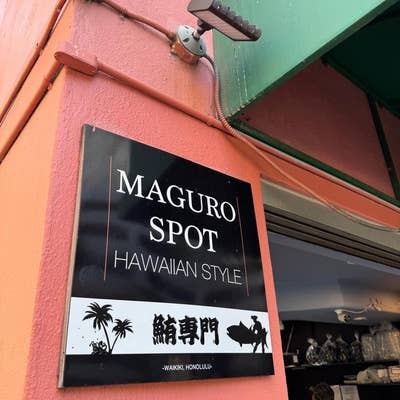 MAGURO
SPOT
HAWAIIAN STYLE
鮪専門
-WAIKIKI, HONOLULU-